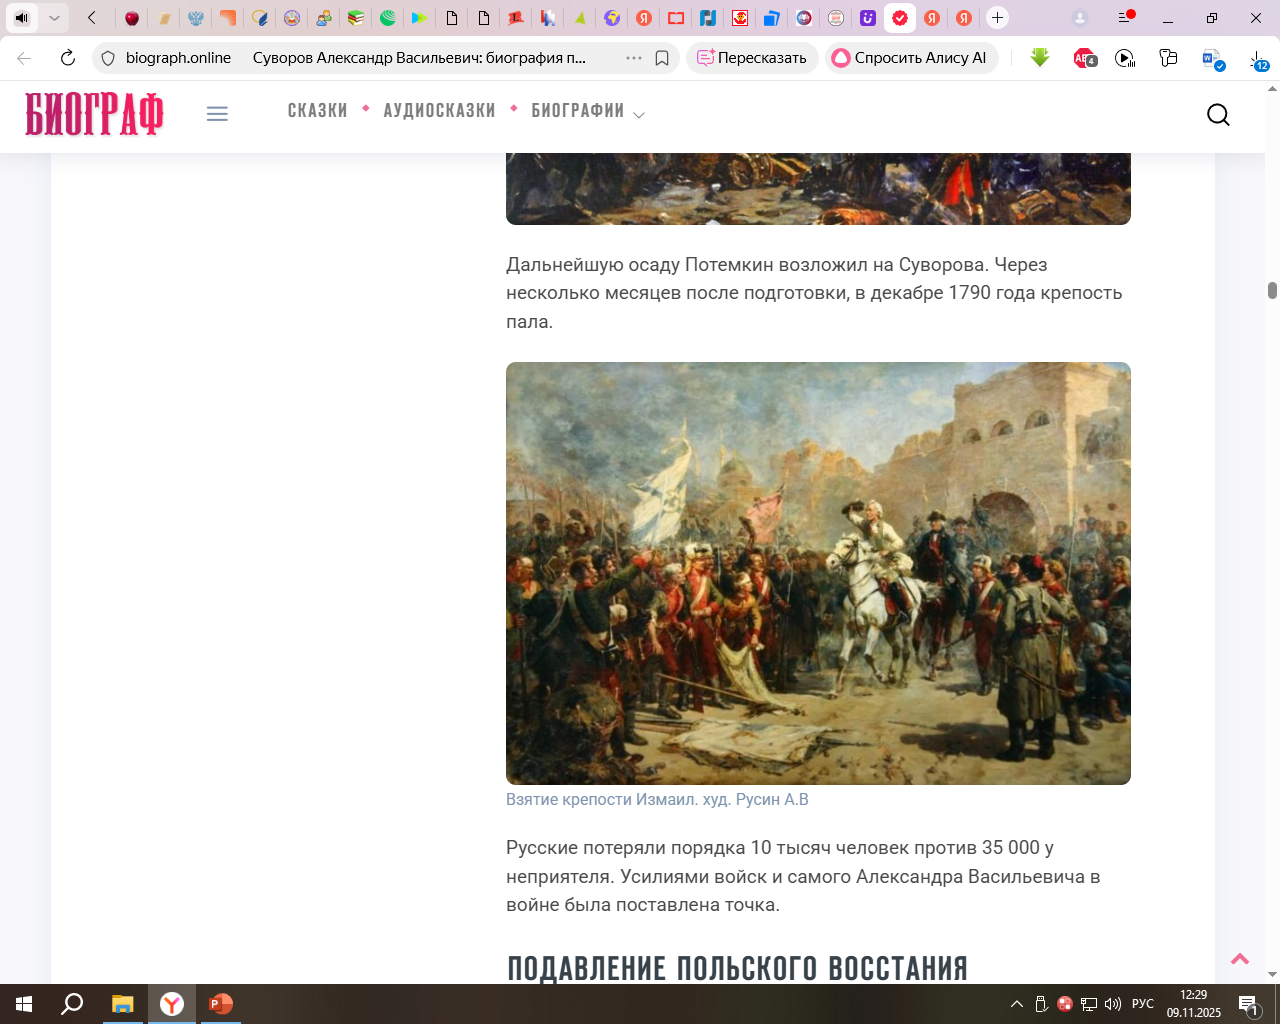 biograph.online Суворов Александр Васильевич: биография п... Пересказать Спросить Алису AI
БИОГРАФ
СКАЗКИ АУДИОСКАЗКИ БИОГРАФИИ
Дальнейшую осаду Потемкин возложил на Суворова. Через
несколько месяцев после подготовки, в декабре 1790 года крепость
пала.
Взятие крепости Измаил. худ. Русин А.В
Русские потеряли порядка 10 тысяч человек против 35 000 у
неприятеля. Усилиями войск и самого Александра Васильевича в
войне была поставлена точка.
ПОДАВЛЕНИЕ ПОЛЬСКОГО ВОССТАНИЯ
РУС
12:29
09.11.2025
1